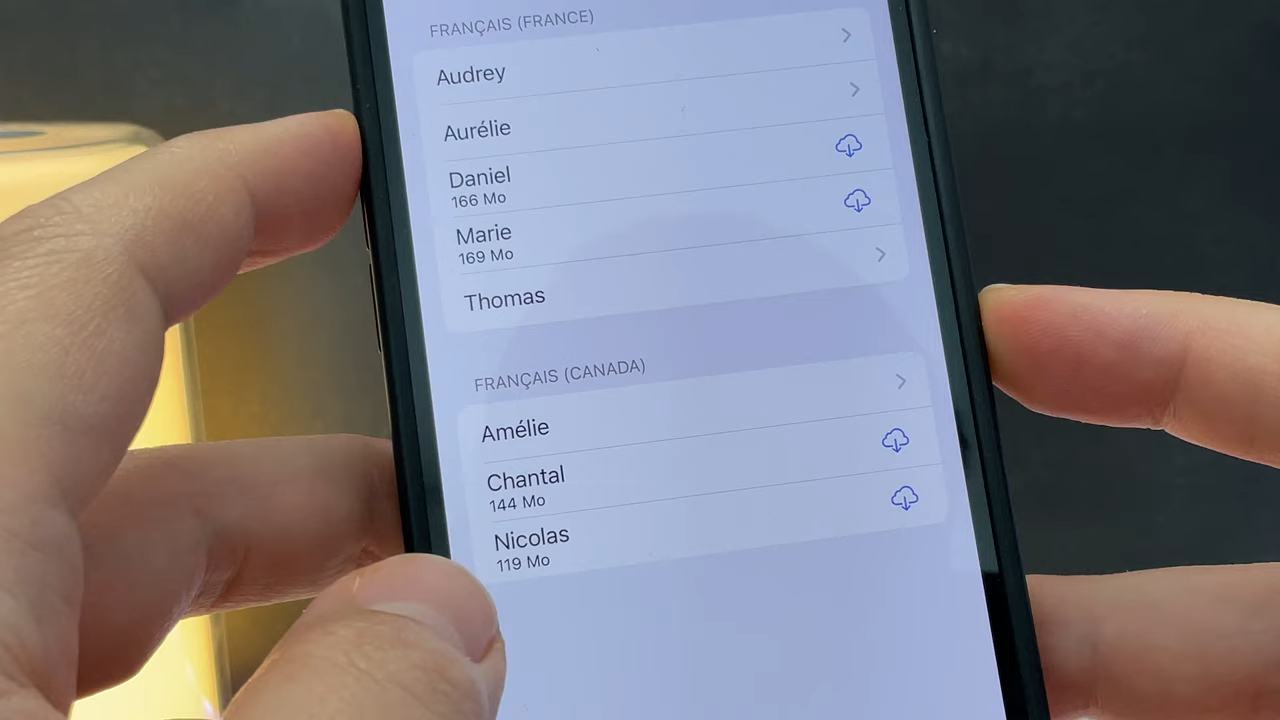 FRANÇAIS (FRANCE)
Audrey
Aurélie
Daniel
166 Mo
Marie
169 Mo
Thomas
FRANÇAIS (CANADA)
Amélie
Chantal
144 Mo
Nicolas
119 Mo